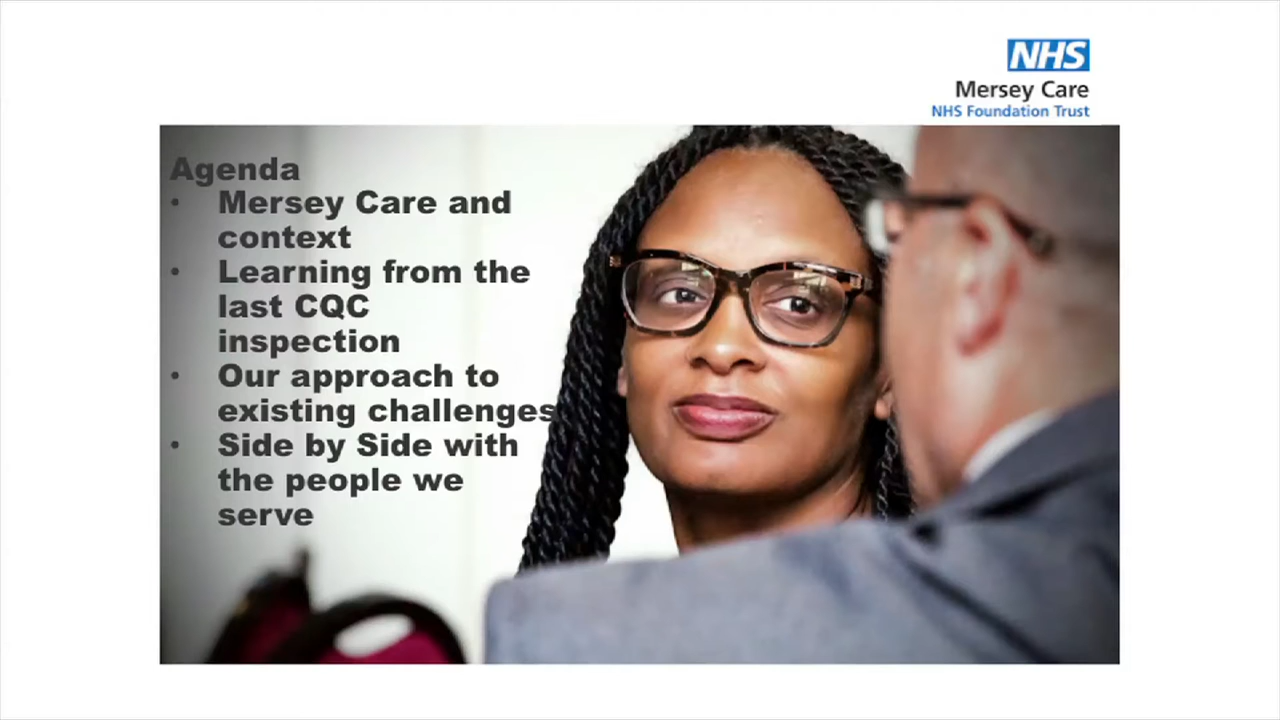 NHS
Mersey Care
NHS Foundation Trust
Agenda
• Mersey Care and
context
• Learning from the
last CQC
inspection
• Our approach to
existing challenges
• Side by Side with
the people we
serve